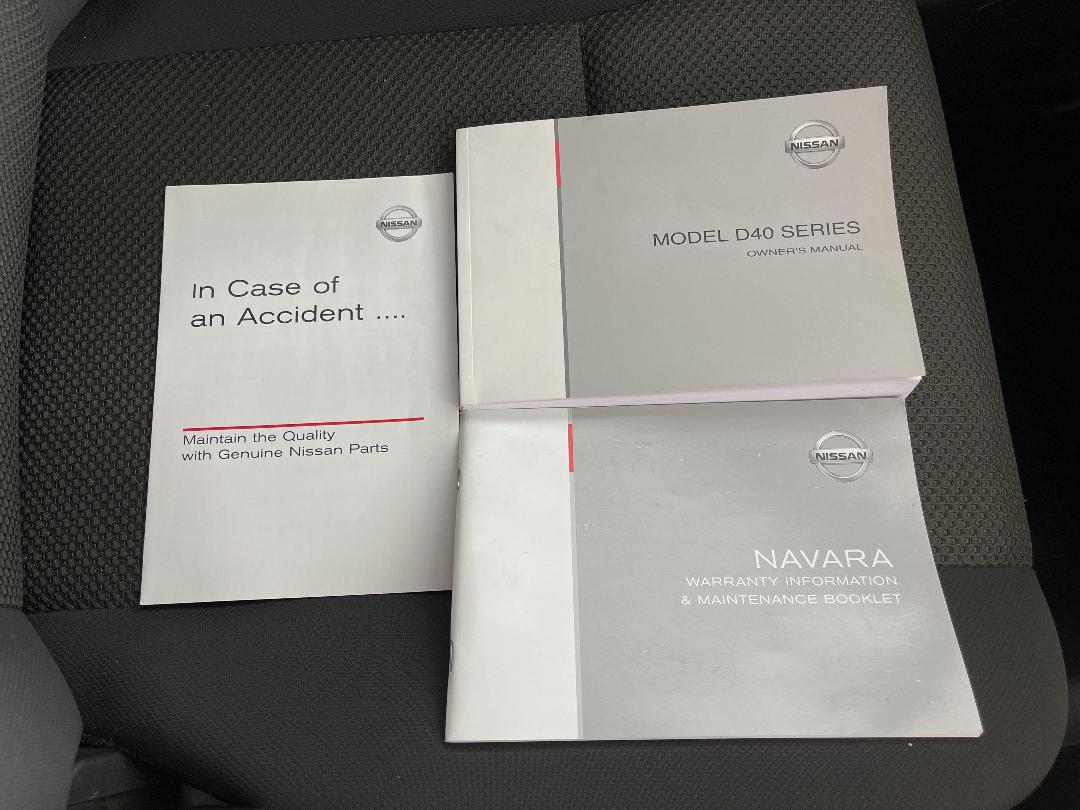 NISSAN
In Case of
an Accident ....
Maintain the Quality
with Genuine Nissan Parts
NISSAN
MODEL D40 SERIES
OWNER'S MANUAL
NISSAN
NAVARA
WARRANTY INFORMATION
& MAINTENANCE BOOKLET